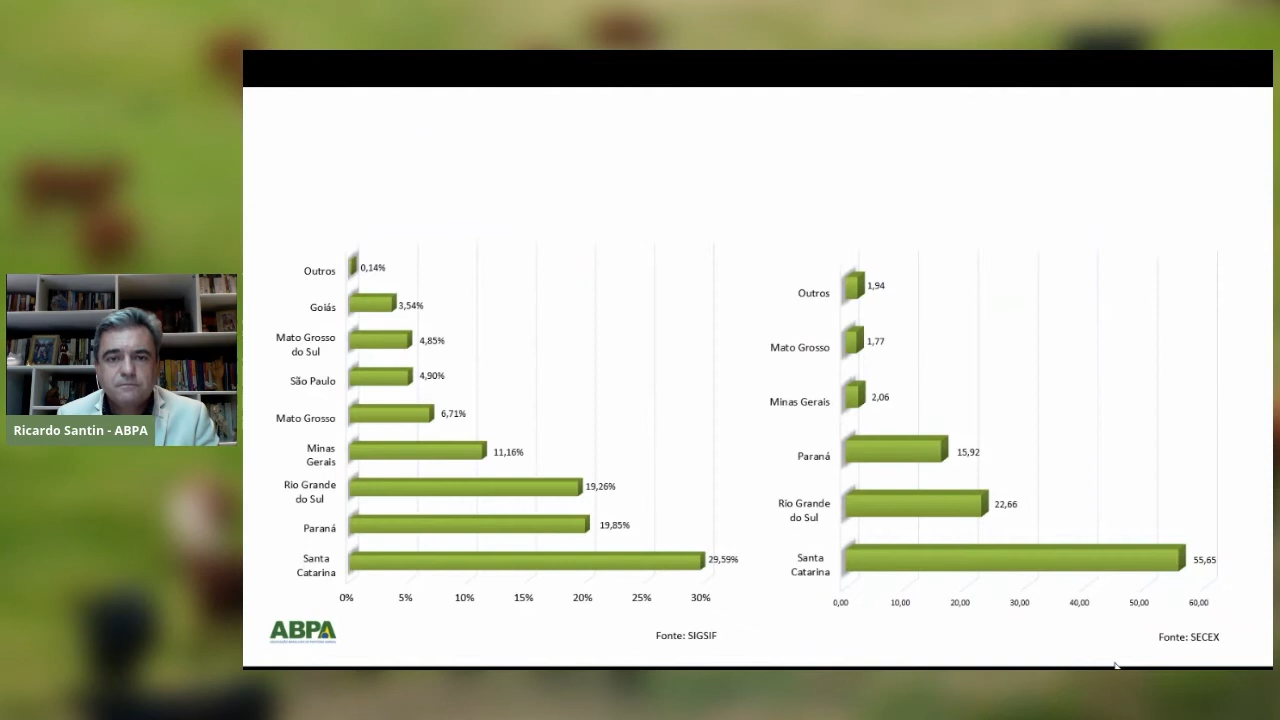 Outros
0,14%
Goiás
3,54%
Mato Grosso
do Sul
4,85%
São Paulo
4,90%
Mato Grosso
6,71%
Minas
Gerais
11,16%
Rio Grande
do Sul
19,26%
Paraná
19,85%
Santa
Catarina
29,59%
0% 5% 10% 15% 20% 25% 30%
ABPA
Fonte: SIGSIF
Outros
1,94
Mato Grosso
1,77
Minas Gerais
2,06
Paraná
15,92
Rio Grande
do Sul
22,66
Santa
Catarina
55,65
0,00 10,00 20,00 30,00 40,00 50,00 60,00
Fonte: SECEX
Ricardo Santin - ABPA